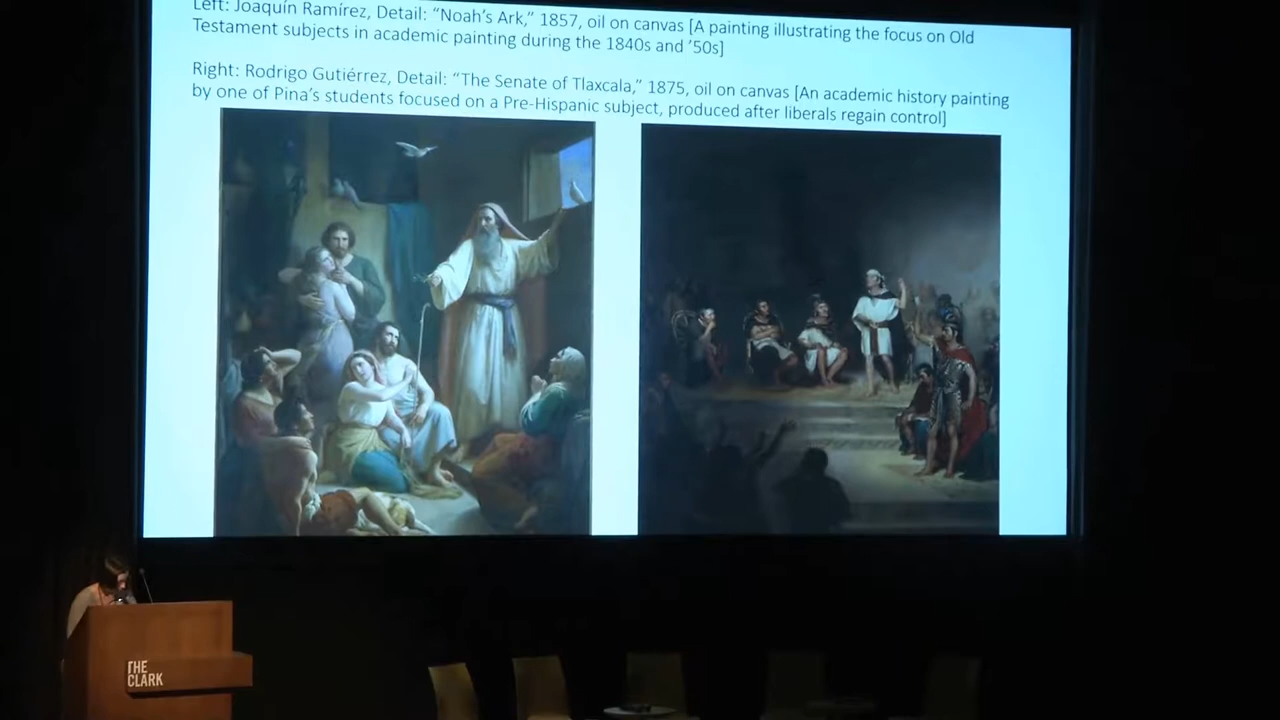 Left: Joaquín Ramírez, Detail: “Noah’s Ark,” 1857, oil on canvas [A painting illustrating the focus on Old
Testament subjects in academic painting during the 1840s and ’50s]
Right: Rodrigo Gutiérrez, Detail: “The Senate of Tlaxcala,” 1875, oil on canvas [An academic history painting
by one of Pina’s students focused on a Pre-Hispanic subject, produced after liberals regain control]
THE
CLARK